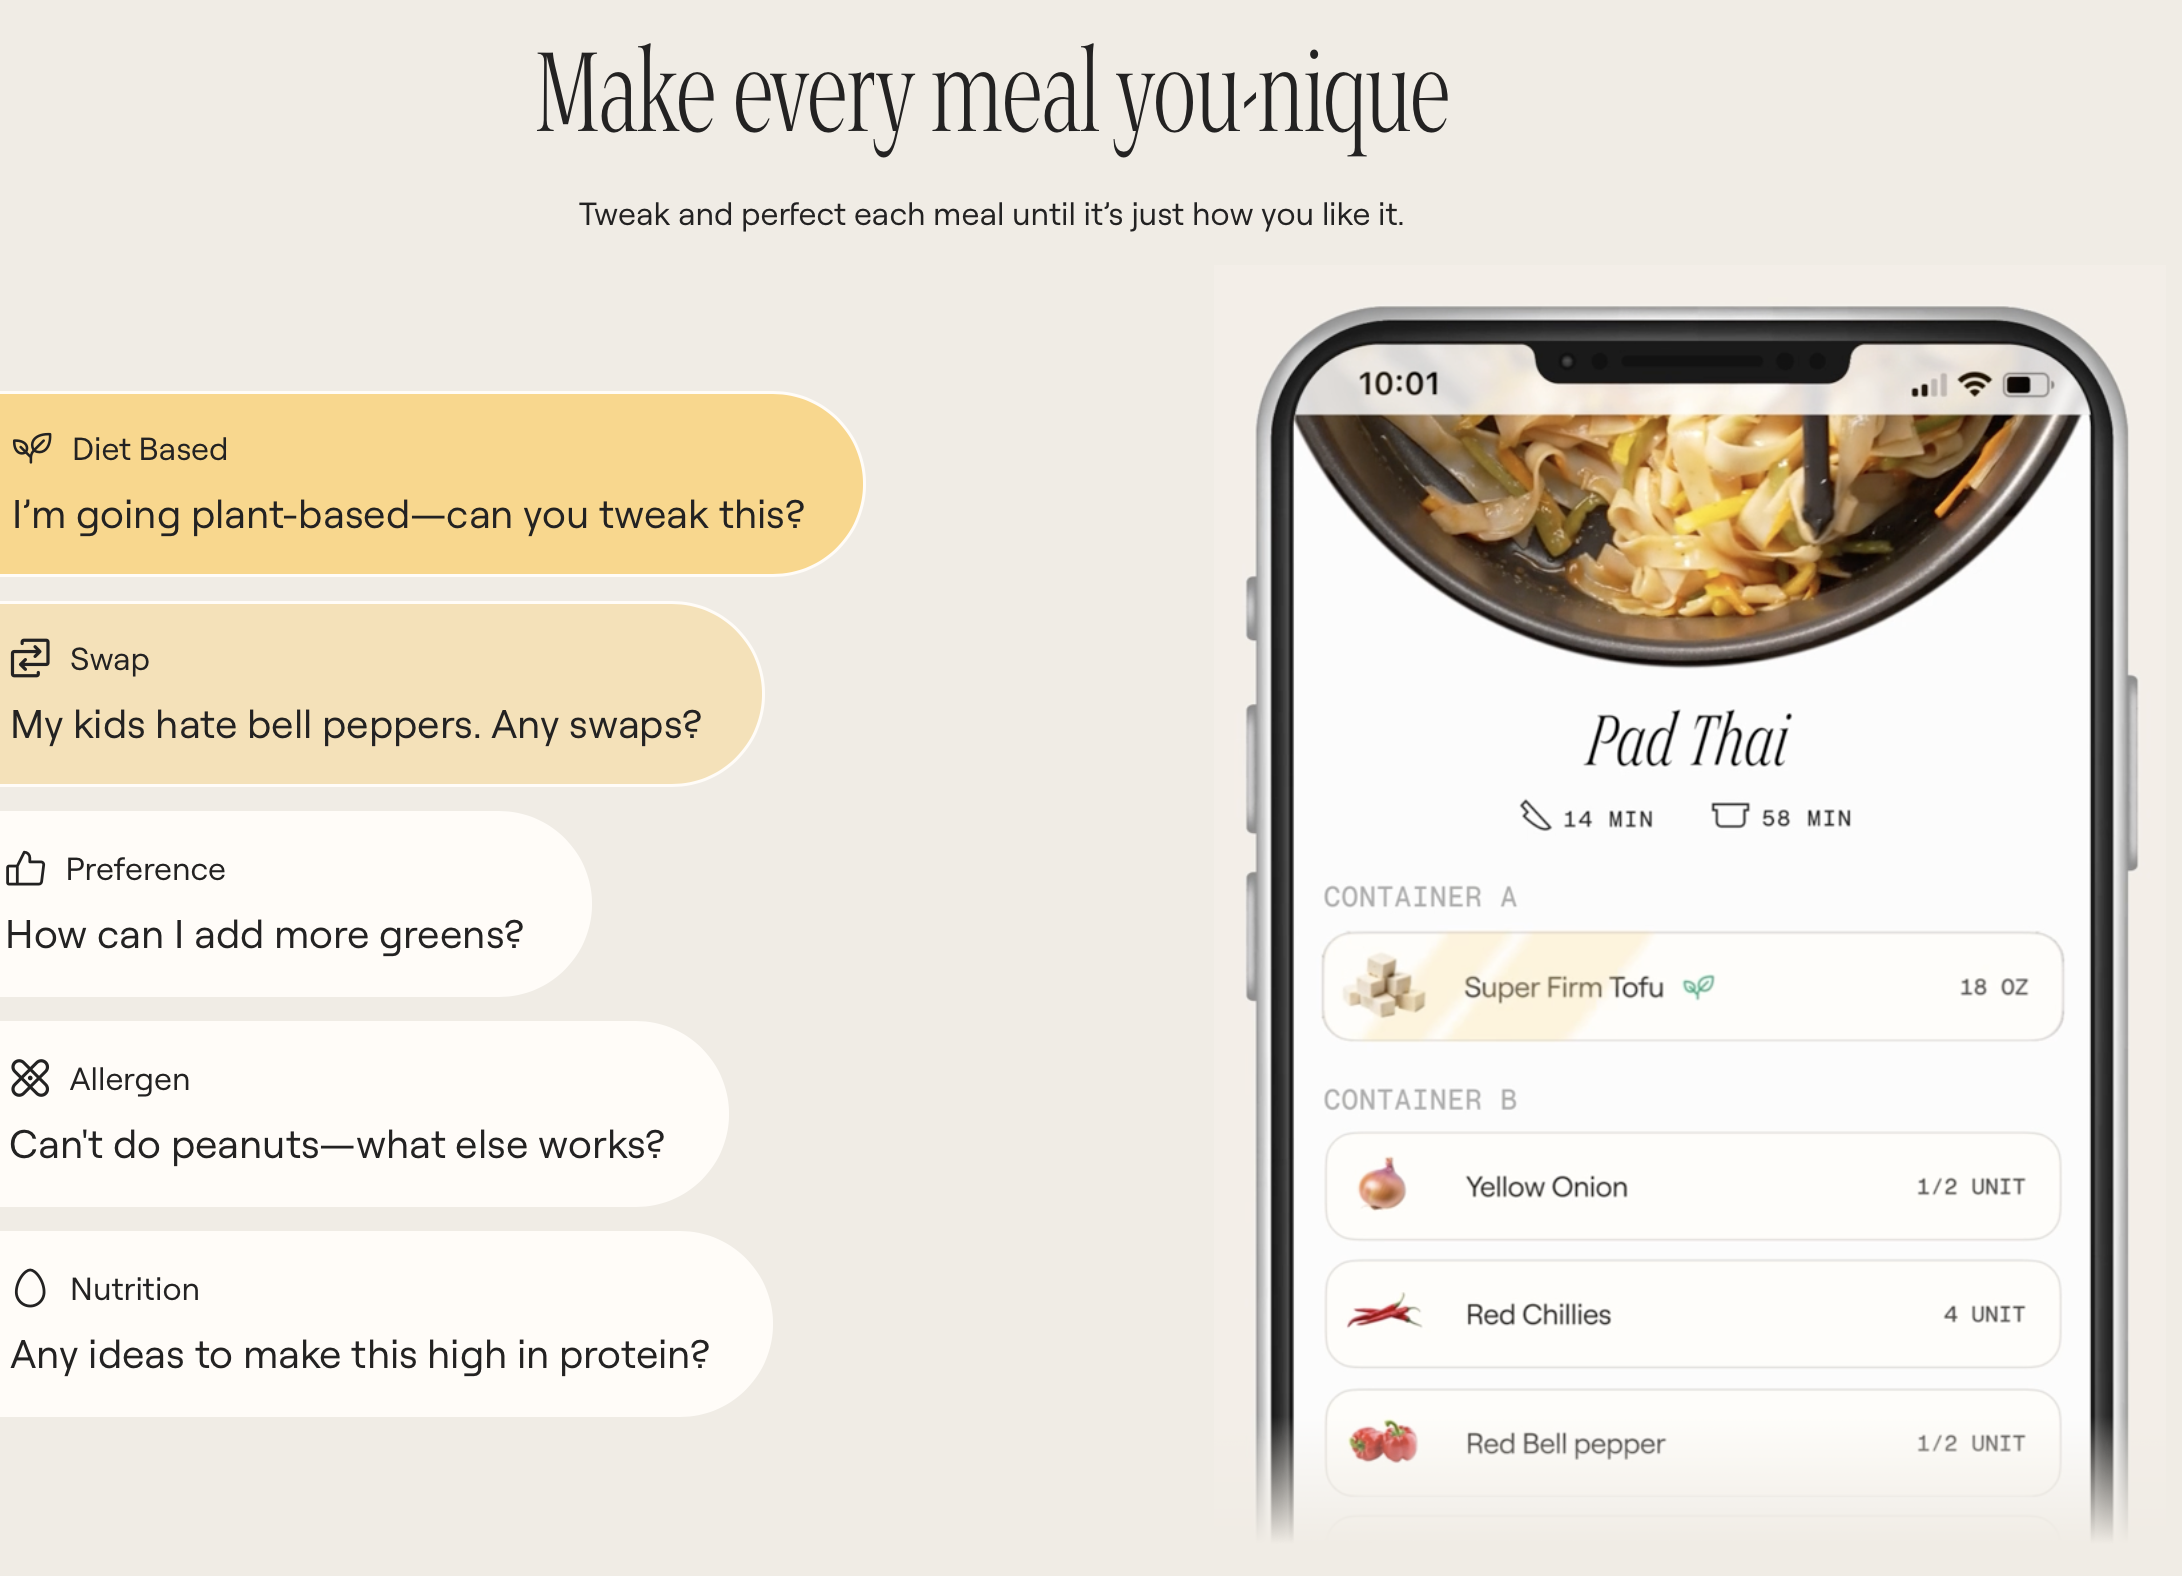 Make every meal you-nique
Tweak and perfect each meal until it’s just how you like it.
Diet Based
I’m going plant-based—can you tweak this?
Swap
My kids hate bell peppers. Any swaps?
Preference
How can I add more greens?
Allergen
Can't do peanuts—what else works?
Nutrition
Any ideas to make this high in protein?
10:01
Pad Thai
14 MIN 58 MIN
CONTAINER A
Super Firm Tofu 18 OZ
CONTAINER B
Yellow Onion 1/2 UNIT
Red Chillies 4 UNIT
Red Bell pepper 1/2 UNIT